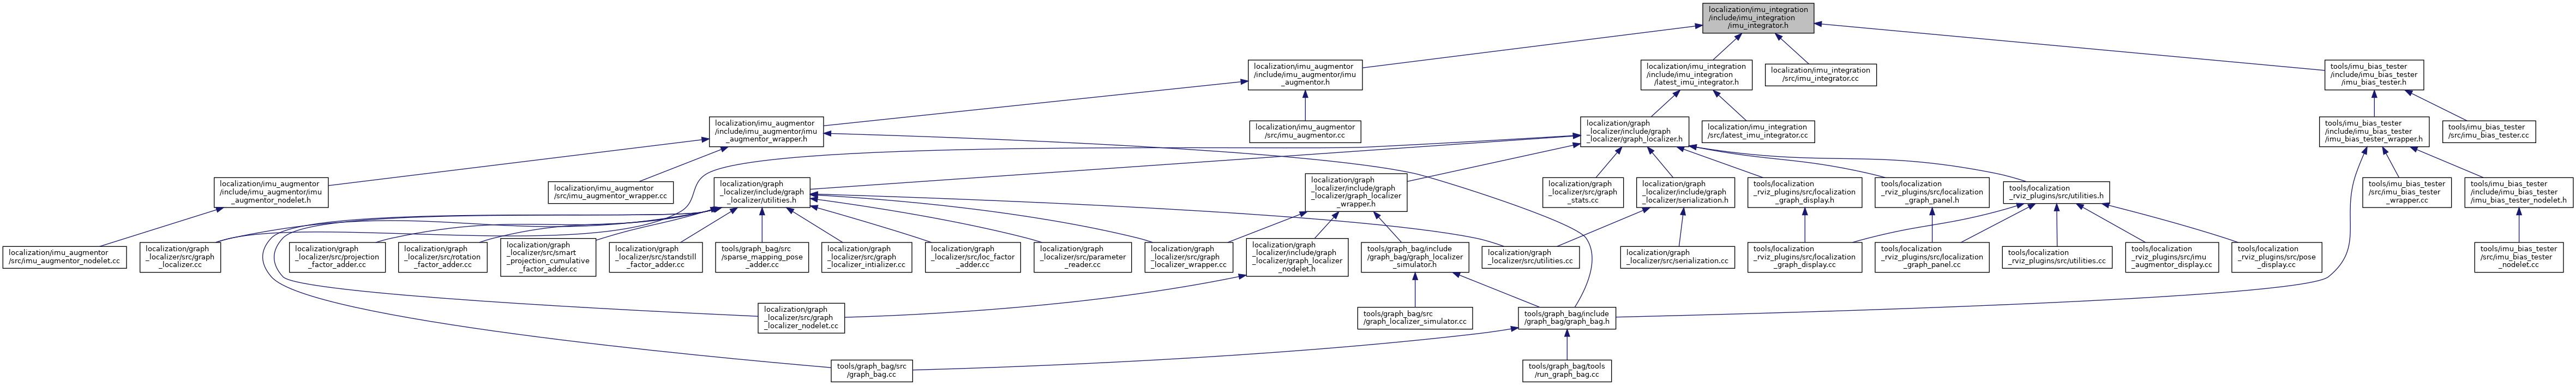 localization/imu_integration
/include/imu_integration
/imu_integrator.h
localization/imu_augmentor
/include/imu_augmentor/imu
_augmentor.h
localization/imu_integration
/include/imu_integration
/latest_imu_integrator.h
localization/imu_integration
/src/imu_integrator.cc
tools/imu_bias_tester
/include/imu_bias_tester
/imu_bias_tester.h
localization/imu_augmentor
/include/imu_augmentor/imu
_augmentor_wrapper.h
localization/imu_augmentor
/src/imu_augmentor.cc
localization/graph
_localizer/include/graph
_localizer/graph_localizer.h
localization/imu_integration
/src/latest_imu_integrator.cc
tools/imu_bias_tester
/include/imu_bias_tester
/imu_bias_tester_wrapper.h
tools/imu_bias_tester
/src/imu_bias_tester.cc
localization/imu_augmentor
/include/imu_augmentor/imu
_augmentor_nodelet.h
localization/imu_augmentor
/src/imu_augmentor_wrapper.cc
localization/graph
_localizer/include/graph
_localizer/utilities.h
localization/graph
_localizer/include/graph
_localizer/graph_localizer
_wrapper.h
localization/graph
_localizer/src/graph
_stats.cc
localization/graph
_localizer/include/graph
_localizer/serialization.h
tools/localization
_rviz_plugins/src/localization
_graph_display.h
tools/localization
_rviz_plugins/src/localization
_graph_panel.h
tools/localization
_rviz_plugins/src/utilities.h
tools/imu_bias_tester
/src/imu_bias_tester
_wrapper.cc
tools/imu_bias_tester
/include/imu_bias_tester
/imu_bias_tester_nodelet.h
localization/imu_augmentor
/src/imu_augmentor_nodelet.cc
localization/graph
_localizer/src/graph
_localizer.cc
localization/graph
_localizer/src/projection
_factor_adder.cc
localization/graph
_localizer/src/rotation
_factor_adder.cc
localization/graph
_localizer/src/smart
_projection_cumulative
_factor_adder.cc
localization/graph
_localizer/src/standstill
_factor_adder.cc
tools/graph_bag/src
/sparse_mapping_pose
_adder.cc
localization/graph
_localizer/src/graph
_localizer_intializer.cc
localization/graph
_localizer/src/loc_factor
_adder.cc
localization/graph
_localizer/src/parameter
_reader.cc
localization/graph
_localizer/src/graph
_localizer_wrapper.cc
localization/graph
_localizer/include/graph
_localizer/graph_localizer
_nodelet.h
tools/graph_bag/include
/graph_bag/graph_localizer
_simulator.h
localization/graph
_localizer/src/utilities.cc
localization/graph
_localizer/src/serialization.cc
tools/localization
_rviz_plugins/src/localization
_graph_display.cc
tools/localization
_rviz_plugins/src/localization
_graph_panel.cc
tools/localization
_rviz_plugins/src/utilities.cc
tools/localization
_rviz_plugins/src/imu
_augmentor_display.cc
tools/localization
_rviz_plugins/src/pose
_display.cc
tools/imu_bias_tester
/src/imu_bias_tester
_nodelet.cc
localization/graph
_localizer/src/graph
_localizer_nodelet.cc
tools/graph_bag/src
/graph_localizer_simulator.cc
tools/graph_bag/include
/graph_bag/graph_bag.h
tools/graph_bag/src
/graph_bag.cc
tools/graph_bag/tools
/run_graph_bag.cc